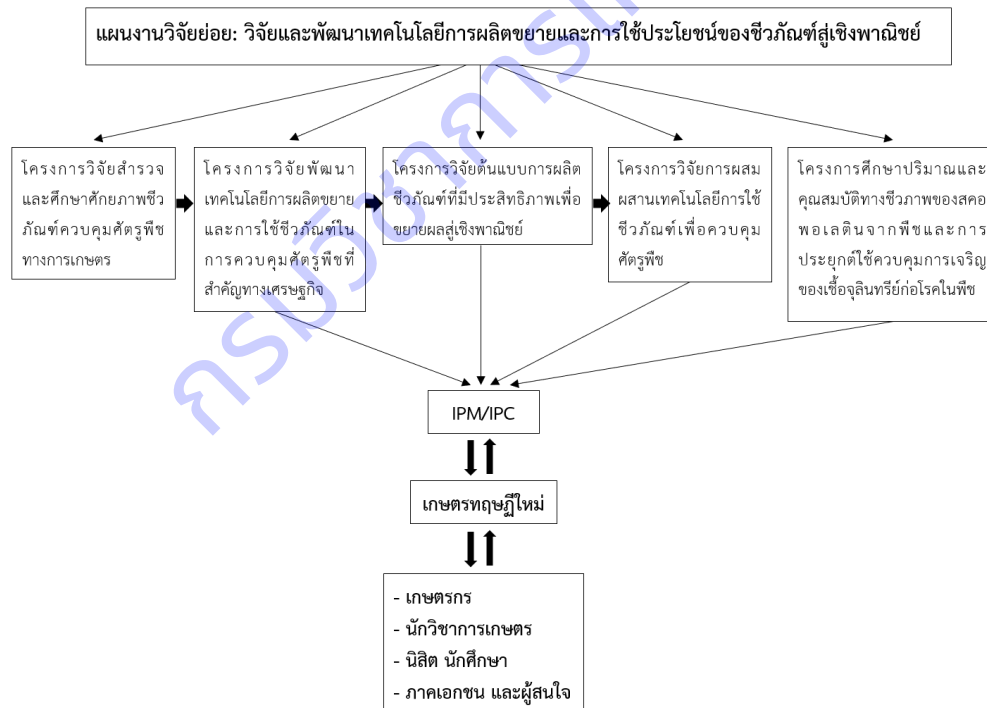 แผนงานวิจัยย่อย: วิจัยและพัฒนาเทคโนโลยีการผลิตขยายและการใช้ประโยชน์ของชีวภัณฑ์สู่เชิงพาณิชย์
โครงการวิจัยสำรวจ
และศึกษาศักยภาพชีว
ภัณฑ์ควบคุมศัตรูพืช
ทางการเกษตร
โครงการวิจัยพัฒนา
เทคโนโลยีการผลิตขยาย
และการใช้ชีวภัณฑ์ใน
การควบคุมศัตรูพืชที่
สำคัญทางเศรษฐกิจ
โครงการวิจัยต้นแบบการผลิต
ชีวภัณฑ์ที่มีประสิทธิภาพเพื่อ
ขยายผลสู่เชิงพาณิชย์
โครงการวิจัยการผสม
ผสานเทคโนโลยีการใช้
ชีวภัณฑ์เพื่อควบคุม
ศัตรูพืช
โครงการศึกษาปริมาณและ
คุณสมบัติทางชีวภาพของสคอ
พอเลตินจากพืชและการ
ประยุกต์ใช้ควบคุมการเจริญ
ของเชื้อจุลินทรีย์ก่อโรคในพืช
IPM/IPC
เกษตรทฤษฎีใหม่
- เกษตรกร
- นักวิชาการเกษตร
- นิสิต นักศึกษา
- ภาคเอกชน และผู้สนใจ
กรมวิชาการเก